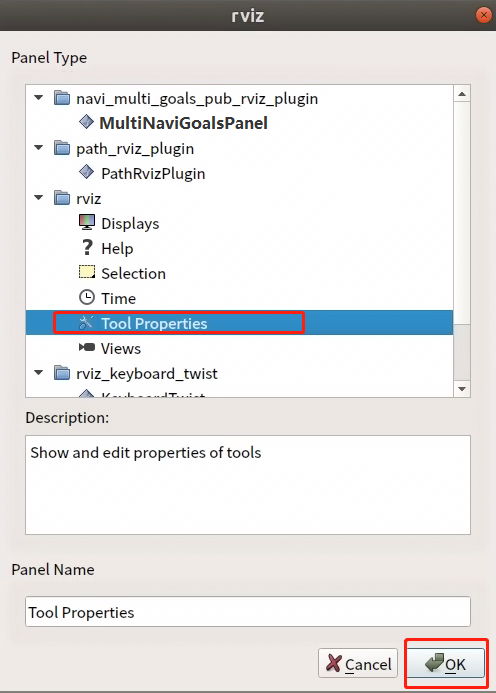 rviz
Panel Type
navi_multi_goals_pub_rviz_plugin
MultiNaviGoalsPanel
path_rviz_plugin
PathRvizPlugin
rviz
Displays
Help
Selection
Time
Tool Properties
Views
rviz_keyboard_twist
KeyboardTwist
Description:
Show and edit properties of tools
Panel Name
Tool Properties
Cancel
OK